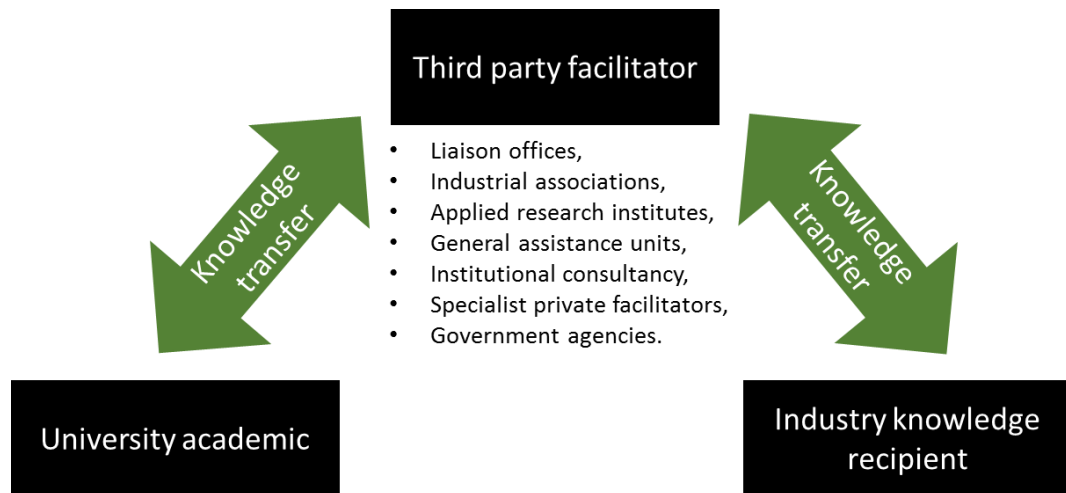 Third party facilitator
• Liaison offices,
• Industrial associations,
• Applied research institutes,
• General assistance units,
• Institutional consultancy,
• Specialist private facilitators,
• Government agencies.
Knowledge
transfer
Knowledge
transfer
University academic
Industry knowledge
recipient